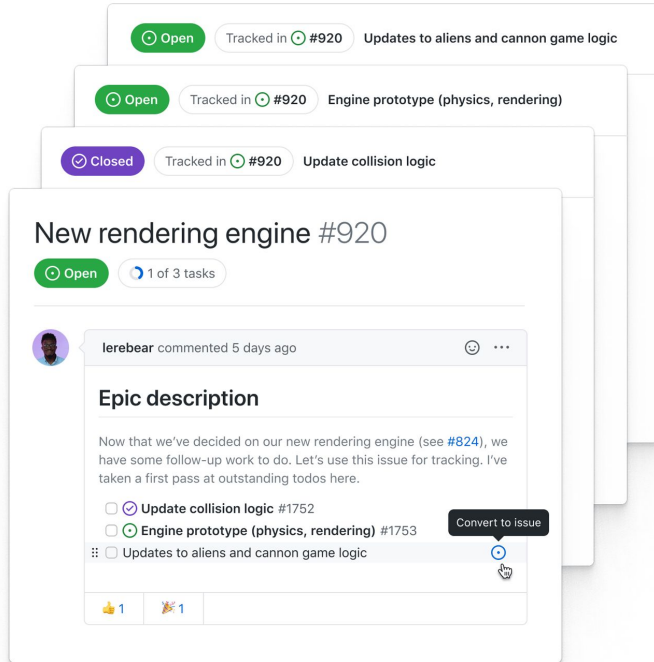 Open Tracked in #920 Updates to aliens and cannon game logic
Open Tracked in #920 Engine prototype (physics, rendering)
Closed Tracked in #920 Update collision logic
New rendering engine #920
Open 1 of 3 tasks
lerebear commented 5 days ago
Epic description
Now that we’ve decided on our new rendering engine (see #824), we
have some follow-up work to do. Let’s use this issue for tracking. I’ve
taken a first pass at outstanding todos here.
Update collision logic #1752
Engine prototype (physics, rendering) #1753
Convert to issue
Updates to aliens and cannon game logic
👍 1 🎉 1